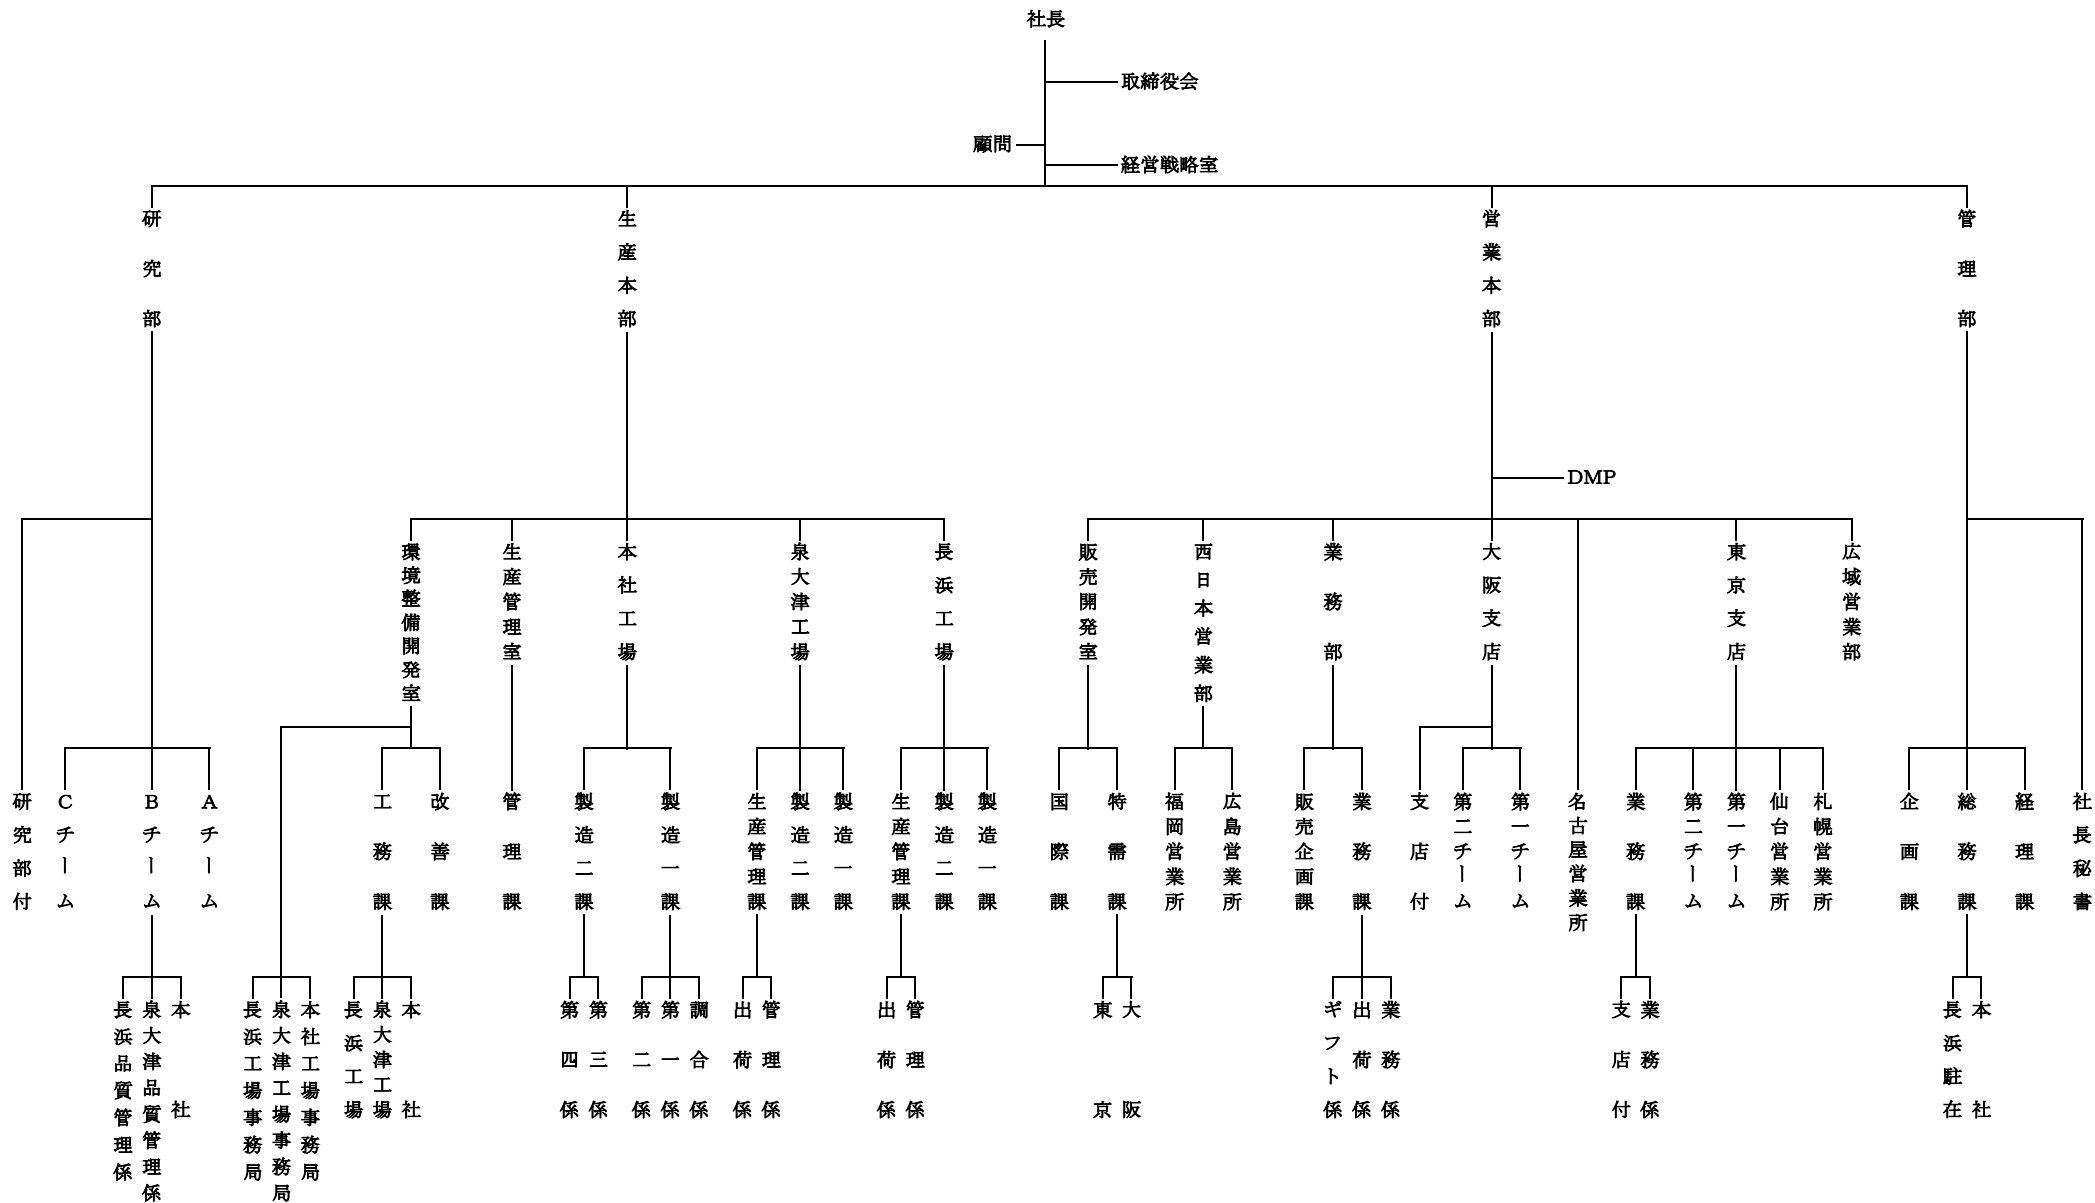 社長
取締役会
顧問
経営戦略室
研究部
生産本部
営業本部
管理部
DMP
環境整備開発室
生産管理室
本社工場
泉大津工場
長浜工場
販売開発室
西日本営業部
業務部
大阪支店
東京支店
広域営業部
研究部付
Cチーム
Bチーム
Aチーム
工務課
改善課
管理課
製造二課
製造一課
生産管理課
製造二課
製造一課
生産管理課
製造二課
製造一課
国際課
特需課
福岡営業所
広島営業所
販売企画課
業務課
支店付
第二チーム
第一チーム
名古屋営業所
業務課
第二チーム
第一チーム
仙台営業所
札幌営業所
企画課
総務課
経理課
社長秘書
長浜品質管理係
泉大津品質管理係
本社
長浜工場事務局
泉大津工場事務局
本社工場事務局
長浜工場
泉大津工場
本社
第四係
第三係
第二係
第一係
調合係
出荷係
管理係
出荷係
管理係
東京
大阪
ギフト係
出荷係
業務係
支店付
業務係
長浜駐在
本社